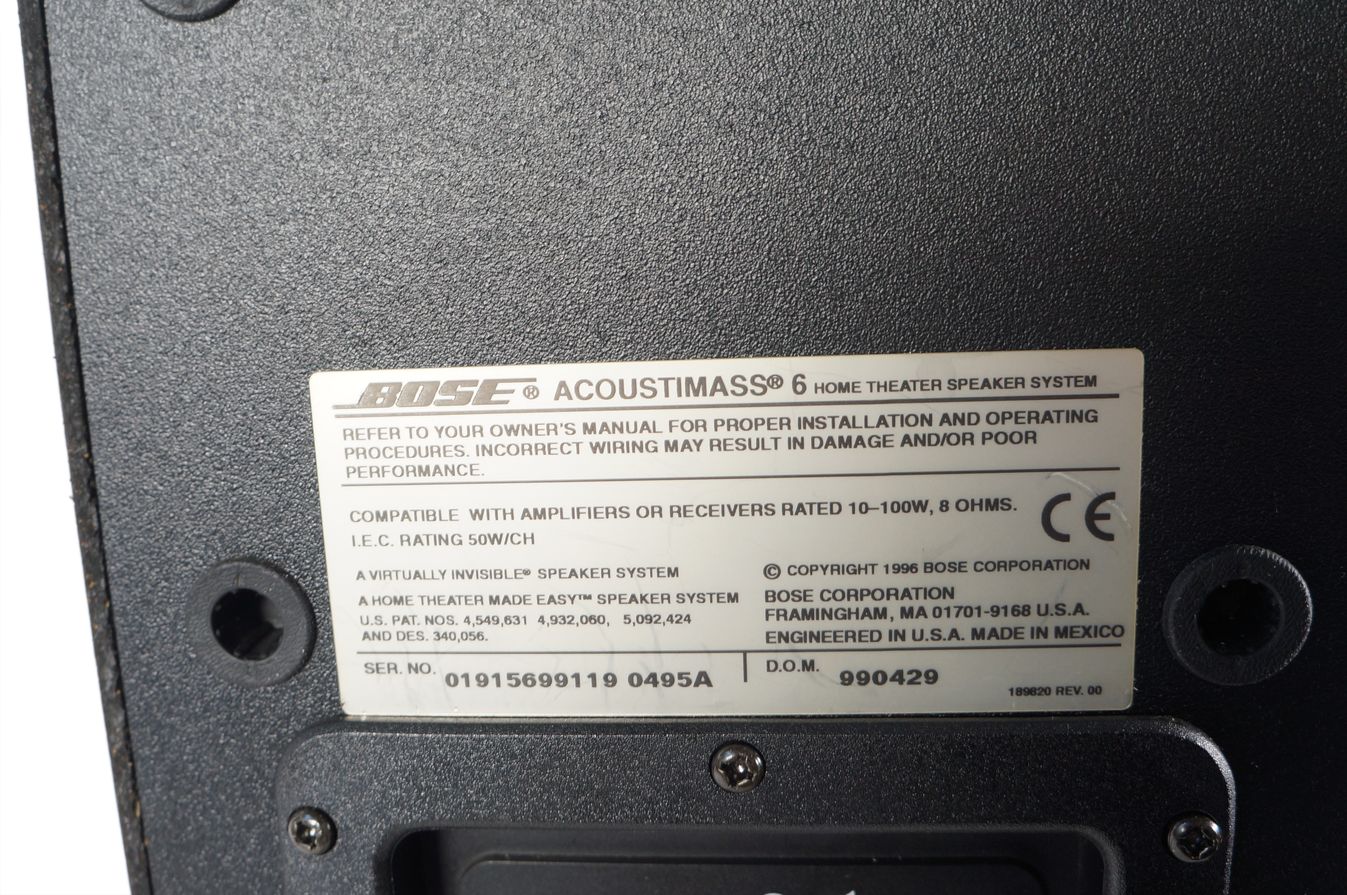 BOSE® ACOUSTIMASS® 6 HOME THEATER SPEAKER SYSTEM
REFER TO YOUR OWNER'S MANUAL FOR PROPER INSTALLATION AND OPERATING
PROCEDURES. INCORRECT WIRING MAY RESULT IN DAMAGE AND/OR POOR
PERFORMANCE.
COMPATIBLE WITH AMPLIFIERS OR RECEIVERS RATED 10–100W, 8 OHMS.
I.E.C. RATING 50W/CH
CE
A VIRTUALLY INVISIBLE® SPEAKER SYSTEM
A HOME THEATER MADE EASY™ SPEAKER SYSTEM
U.S. PAT. NOS. 4,549,631 4,932,060, 5,092,424
AND DES. 340,056.
© COPYRIGHT 1996 BOSE CORPORATION
BOSE CORPORATION
FRAMINGHAM, MA 01701-9168 U.S.A.
ENGINEERED IN U.S.A. MADE IN MEXICO
SER. NO. 01915699119 0495A
D.O.M. 990429
189820 REV. 00